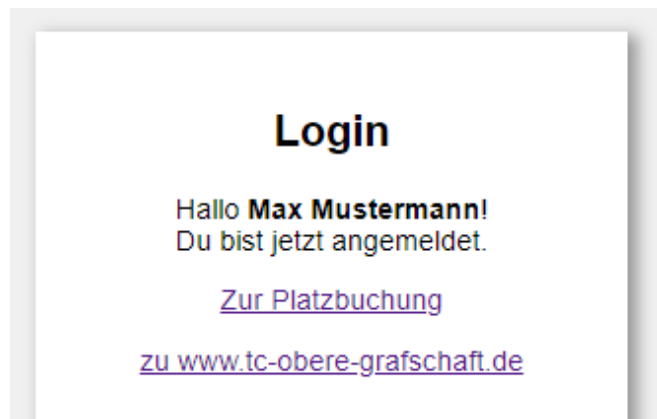 Login
Hallo Max Mustermann!
Du bist jetzt angemeldet.
Zur Platzbuchung
zu www.tc-obere-grafschaft.de